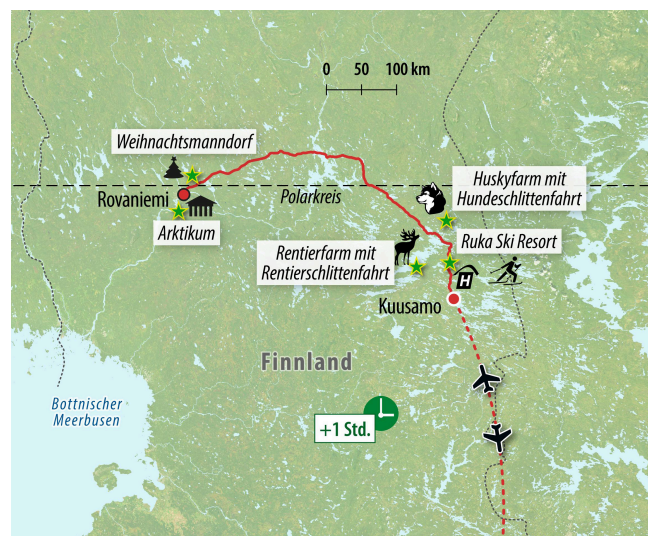 0 50 100 km
Weihnachtsmanndorf
Rovaniemi
Polarkreis
Arktikum
Huskyfarm mit
Hundeschlittenfahrt
Rentierfarm mit
Rentierschlittenfahrt
Ruka Ski Resort
H
Kuusamo
Finnland
Bottnischer
Meerbusen
+1 Std.